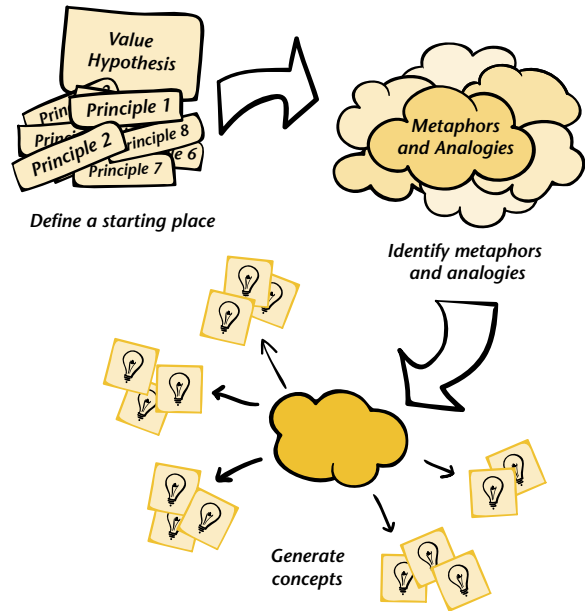 Value
Hypothesis
Principle 1
Principle 8
Principle 2
6
Principle 7
Define a starting place
Metaphors
and Analogies
Identify metaphors
and analogies
Generate
concepts